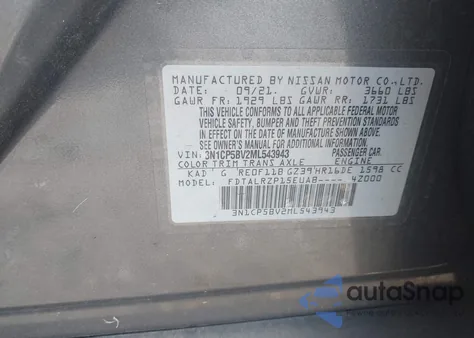 MANUFACTURED BY NISSAN MOTOR CO.,LTD.
DATE 09/21. GVWR: 3660 LBS
GAWR FR: 1929 LBS GAWR RR: 1731 LBS
THIS VEHICLE CONFORMS TO ALL APPLICABLE FEDERAL MOTOR
VEHICLE SAFETY, BUMPER, AND THEFT PREVENTION STANDARDS
IN EFFECT ON THE DATE OF MANUFACTURE SHOWN ABOVE.
SEE OWNER'S MANUAL FOR ADDITIONAL INFORMATION.
VIN: 3N1CP5BV2ML543943 PASSENGER CAR
COLOR TRIM TRANS AXLE ENGINE
KAD G RE0F11B GZ39 HR16DE 1598 CC
FDTALRZP15EUAB---- 42000
3N1CP5BV2ML543943
autoSnap